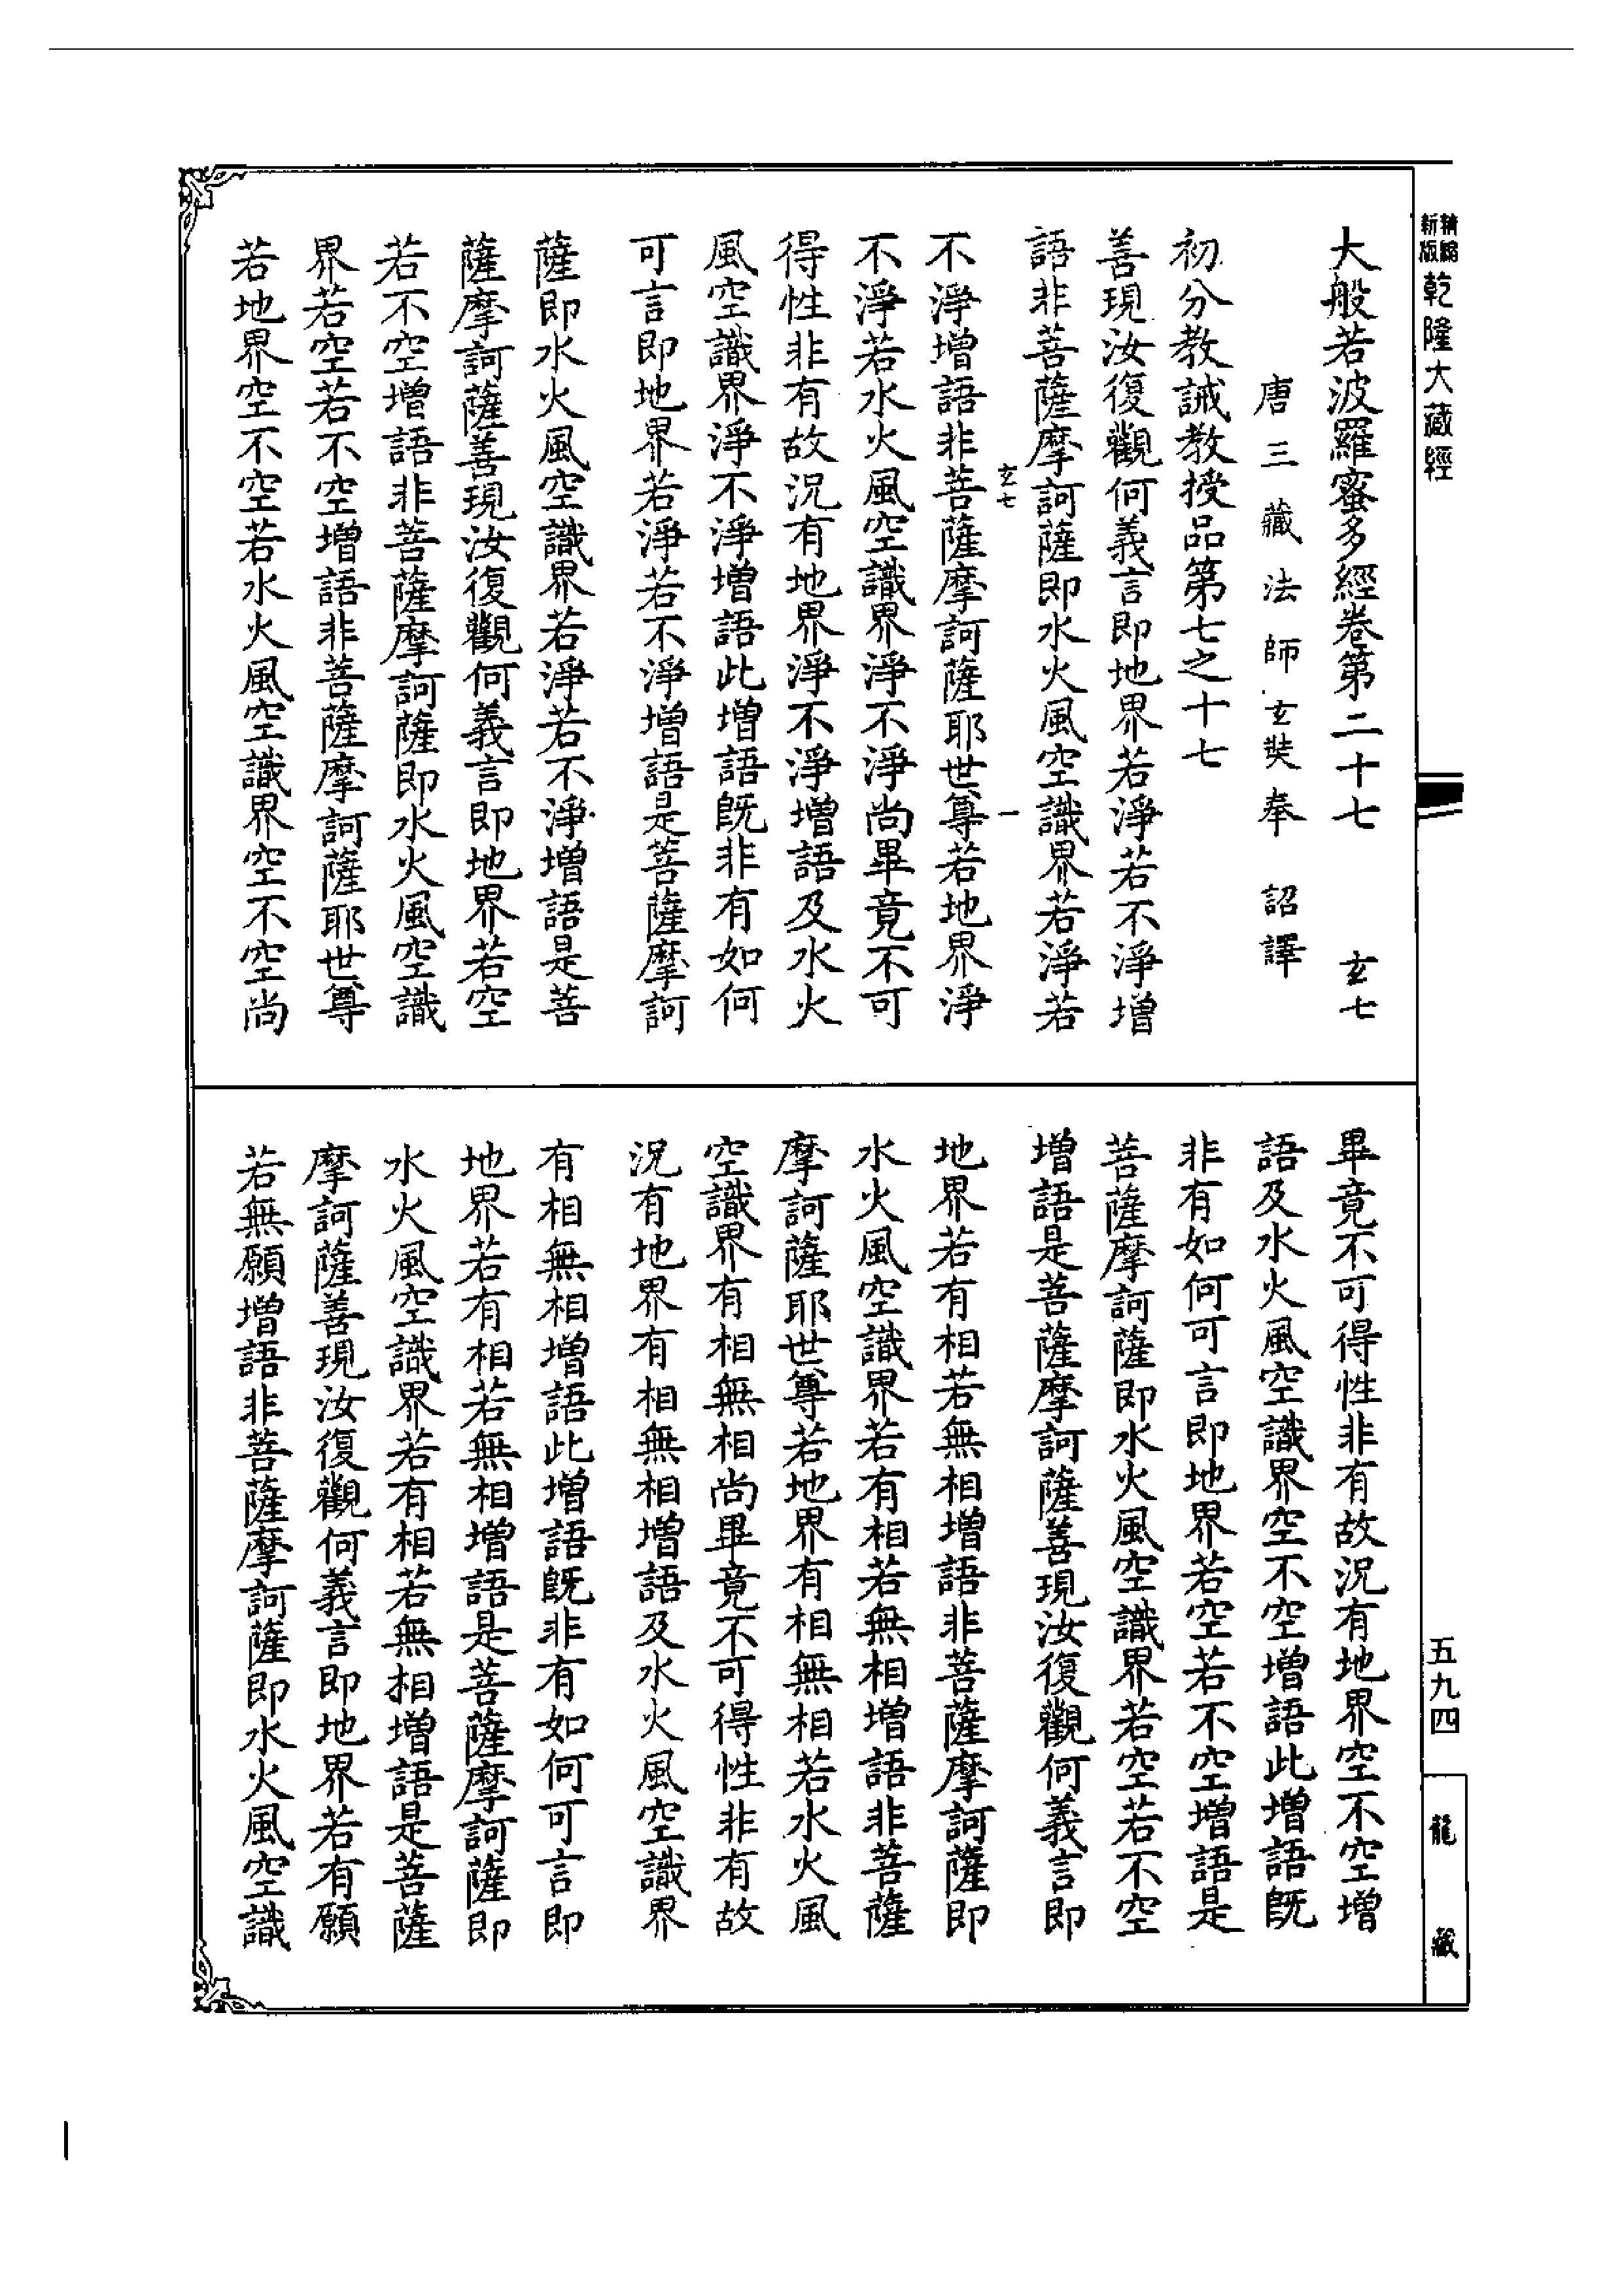 精縮新版乾隆大藏經
五九四
龍藏
大般若波羅蜜多經卷第二十七 玄七
唐三藏法師玄奘奉 詔譯
初分教誡教授品第七之十七
善現汝復觀何義言即地界若淨若不淨增
語非菩薩摩訶薩即水火風空識界若淨若
玄七 一
不淨增語非菩薩摩訶薩耶世尊若地界淨
不淨若水火風空識界淨不淨尚畢竟不可
得性非有故況有地界淨不淨增語及水火
風空識界淨不淨增語此增語既非有如何
可言即地界若淨若不淨增語是菩薩摩訶
薩即水火風空識界若淨若不淨增語是菩
薩摩訶薩善現汝復觀何義言即地界若空
若不空增語非菩薩摩訶薩即水火風空識
界若空若不空增語非菩薩摩訶薩耶世尊
若地界空不空若水火風空識界空不空尚
畢竟不可得性非有故況有地界空不空增
語及水火風空識界空不空增語此增語既
非有如何可言即地界若空若不空增語是
菩薩摩訶薩即水火風空識界若空若不空
增語是菩薩摩訶薩善現汝復觀何義言即
地界若有相若無相增語非菩薩摩訶薩即
水火風空識界若有相若無相增語非菩薩
摩訶薩耶世尊若地界有相無相若水火風
空識界有相無相尚畢竟不可得性非有故
況有地界有相無相增語及水火風空識界
有相無相增語此增語既非有如何可言即
地界若有相若無相增語是菩薩摩訶薩即
水火風空識界若有相若無相增語是菩薩
摩訶薩善現汝復觀何義言即地界若有願
若無願增語非菩薩摩訶薩即水火風空識